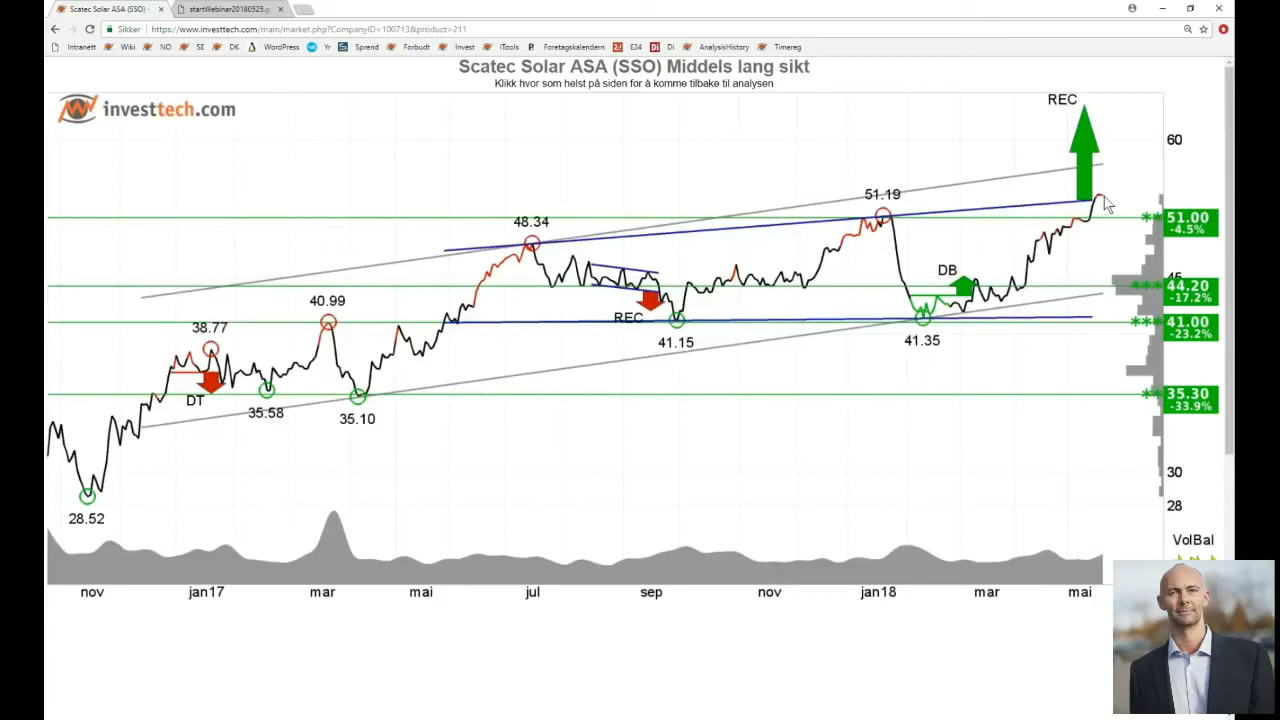 Scatec Solar ASA (SSO) -
startWebinar20180525.p
Sikker
https://www.investtech.com/main/market.php?CompanyID=100713&product=211
Intranett
Wiki
NO
SE
DK
WordPress
Yr
Sprend
Forbudt
Invest
ITools
Foretagskalendern
E24
Di
Di
AnalysisHistory
Timereg
Scatec Solar ASA (SSO) Middels lang sikt
Klikk hvor som helst på siden for å komme tilbake til analysen
investtech.com
REC
60
51.19
48.34
** 51.00
-4.5%
DB
45
*** 44.20
-17.2%
40.99
REC
38.77
*** 41.00
-23.2%
41.15
41.35
DT
35.58
35.10
** 35.30
-33.9%
30
28
28.52
VolBal
nov
jan17
mar
mai
jul
sep
nov
jan18
mar
mai